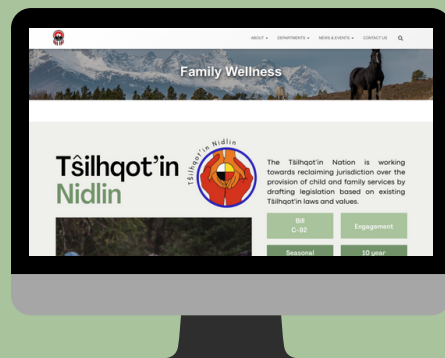 ABOUT DEPARTMENTS NEWS & EVENTS CONTACT US
Family Wellness
Tŝilhqot'in
Nidlin
Tŝilhqot'in Nidlin
The Tŝilhqot'in Nation is working
towards reclaiming jurisdiction over the
provision of child and family services by
drafting legislation based on existing
Tŝilhqot'in laws and values.
Bill
C-92
Engagement
Seasonal
10 year